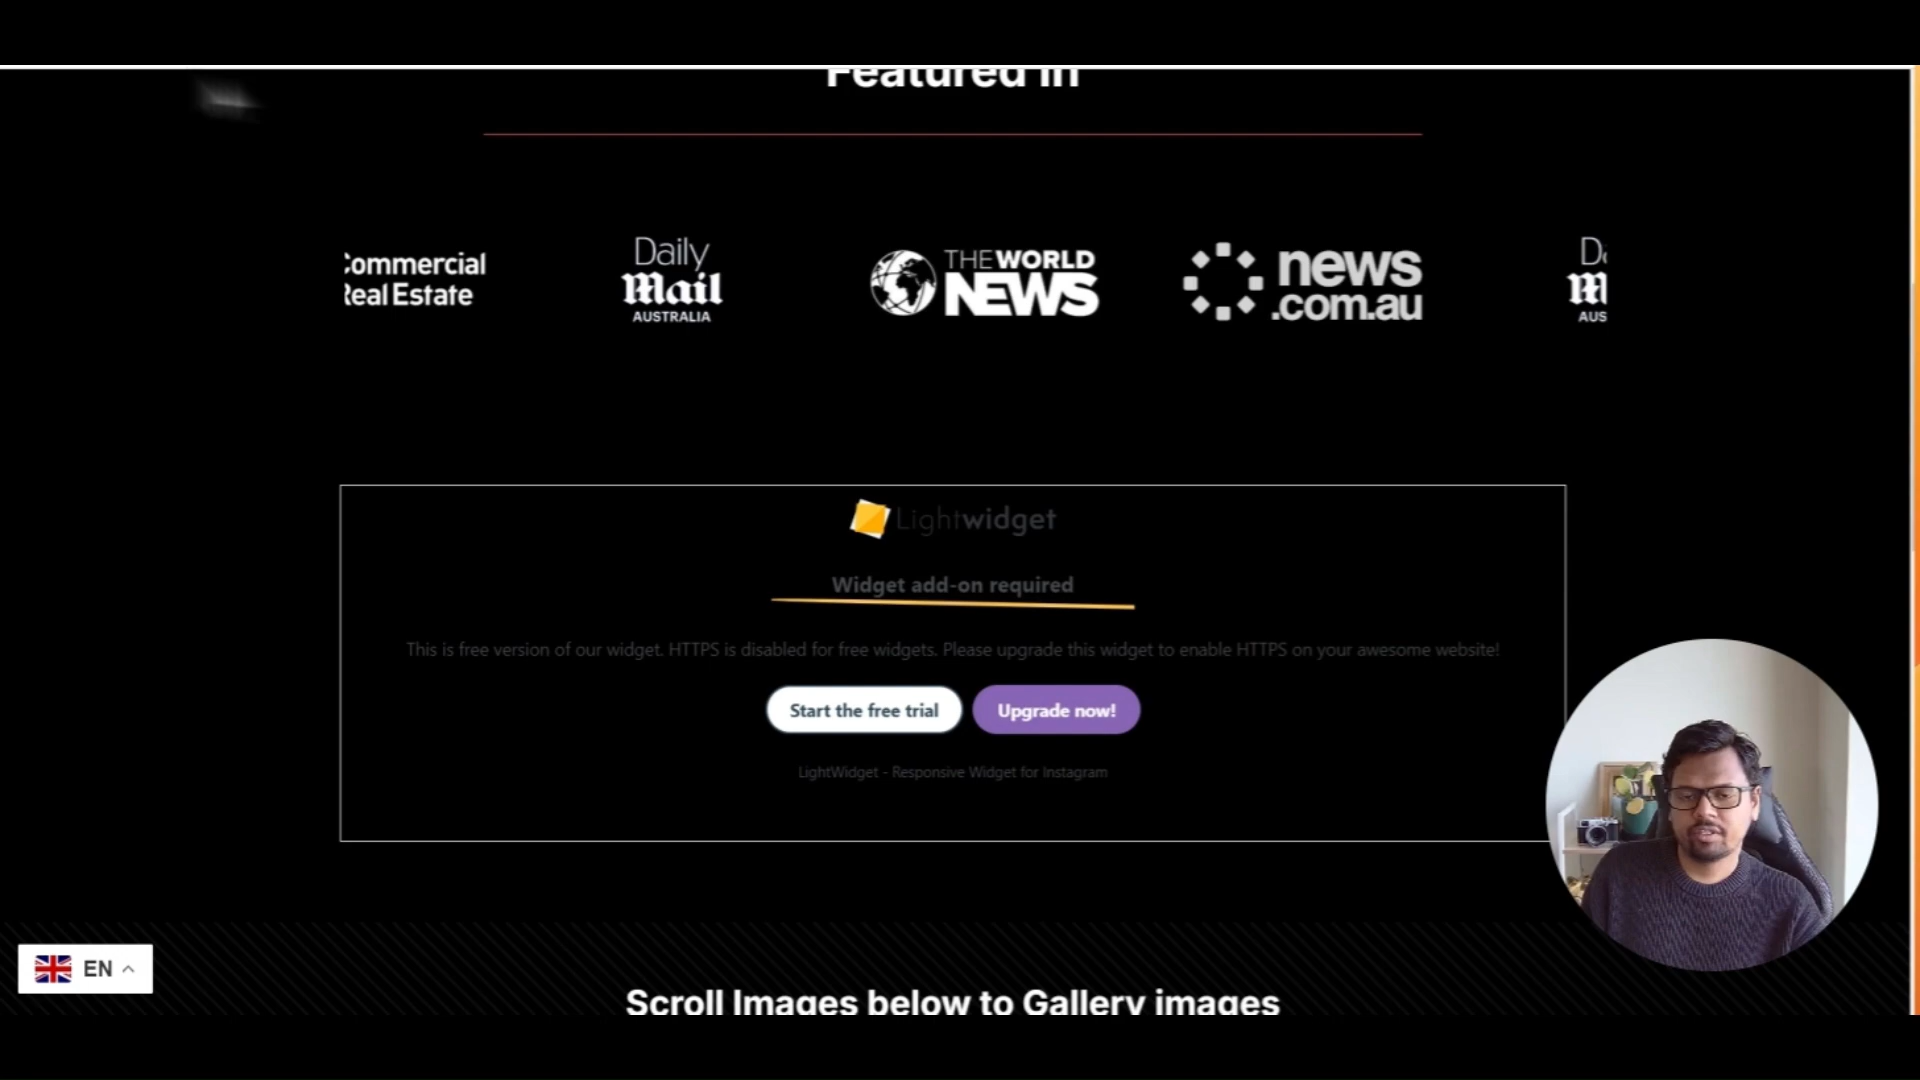 Featured in
Commercial
Real Estate
Daily
Mail
AUSTRALIA
THE WORLD
NEWS
news
.com.au
AUS
Lightwidget
Widget add-on required
This is free version of our widget. HTTPS is disabled for free widgets. Please upgrade this widget to enable HTTPS on your awesome website!
Start the free trial
Upgrade now!
LightWidget - Responsive Widget for Instagram
EN
Scroll Images below to Gallery images